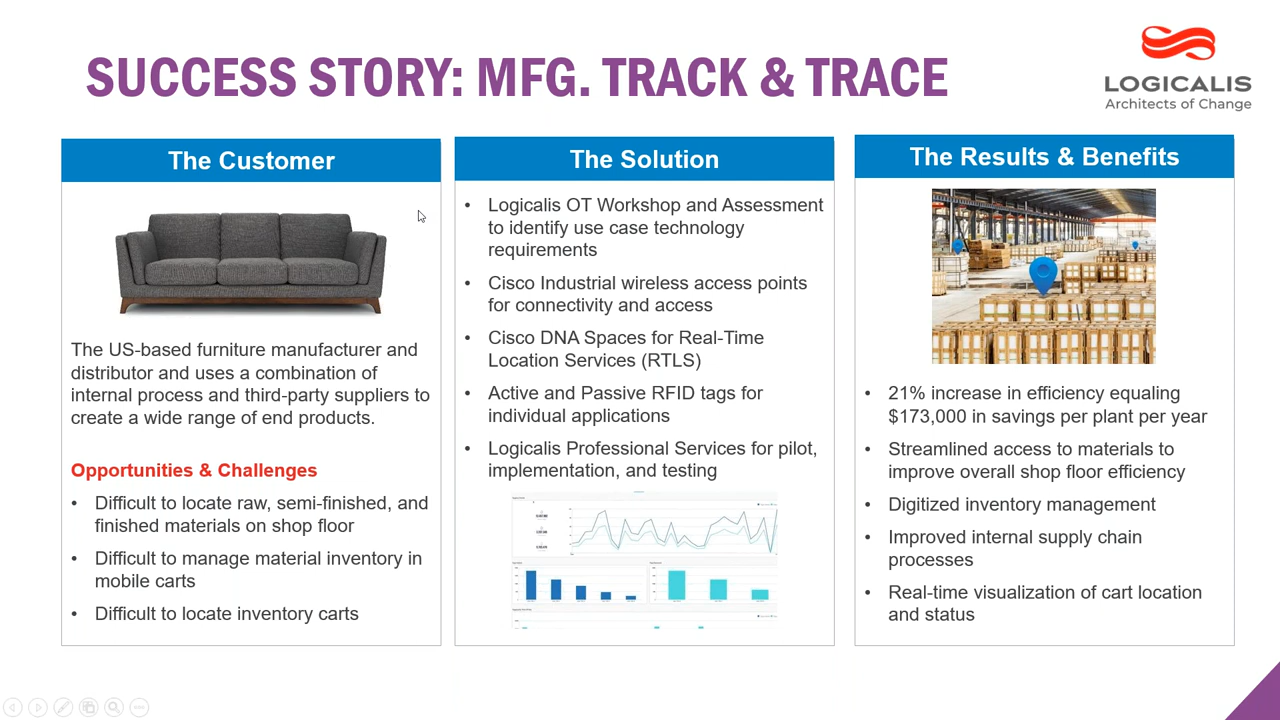 SUCCESS STORY: MFG. TRACK & TRACE
LOGICALIS
Architects of Change
The Customer
The US-based furniture manufacturer and
distributor and uses a combination of
internal process and third-party suppliers to
create a wide range of end products.
Opportunities & Challenges
• Difficult to locate raw, semi-finished, and
finished materials on shop floor
• Difficult to manage material inventory in
mobile carts
• Difficult to locate inventory carts
The Solution
• Logicalis OT Workshop and Assessment
to identify use case technology
requirements
• Cisco Industrial wireless access points
for connectivity and access
• Cisco DNA Spaces for Real-Time
Location Services (RTLS)
• Active and Passive RFID tags for
individual applications
• Logicalis Professional Services for pilot,
implementation, and testing
The Results & Benefits
• 21% increase in efficiency equaling
$173,000 in savings per plant per year
• Streamlined access to materials to
improve overall shop floor efficiency
• Digitized inventory management
• Improved internal supply chain
processes
• Real-time visualization of cart location
and status